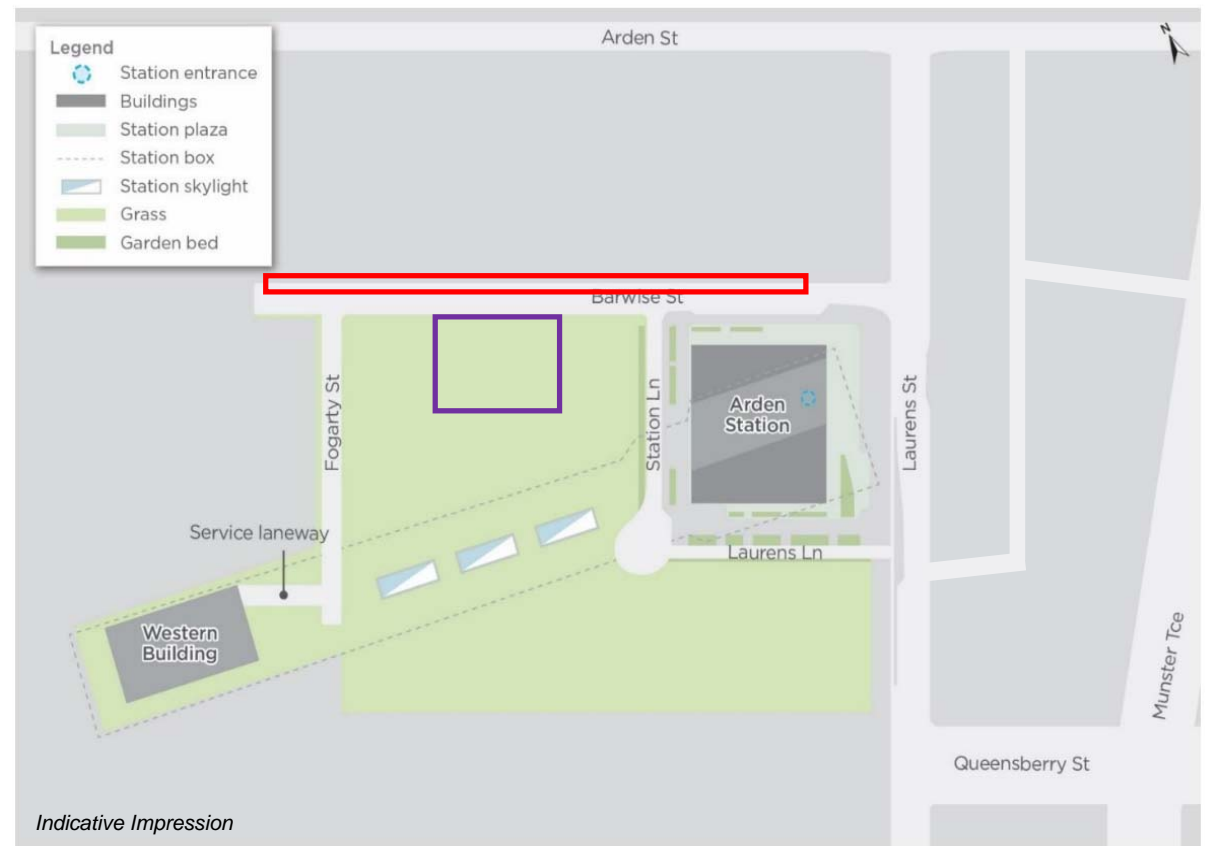 Arden St
N
Legend
Station entrance
Buildings
Station plaza
Station box
Station skylight
Grass
Garden bed
Barwise St
Fogarty St
Station Ln
Arden
Station
Laurens St
Service laneway
Laurens Ln
Western
Building
Munster Tce
Queensberry St
Indicative Impression